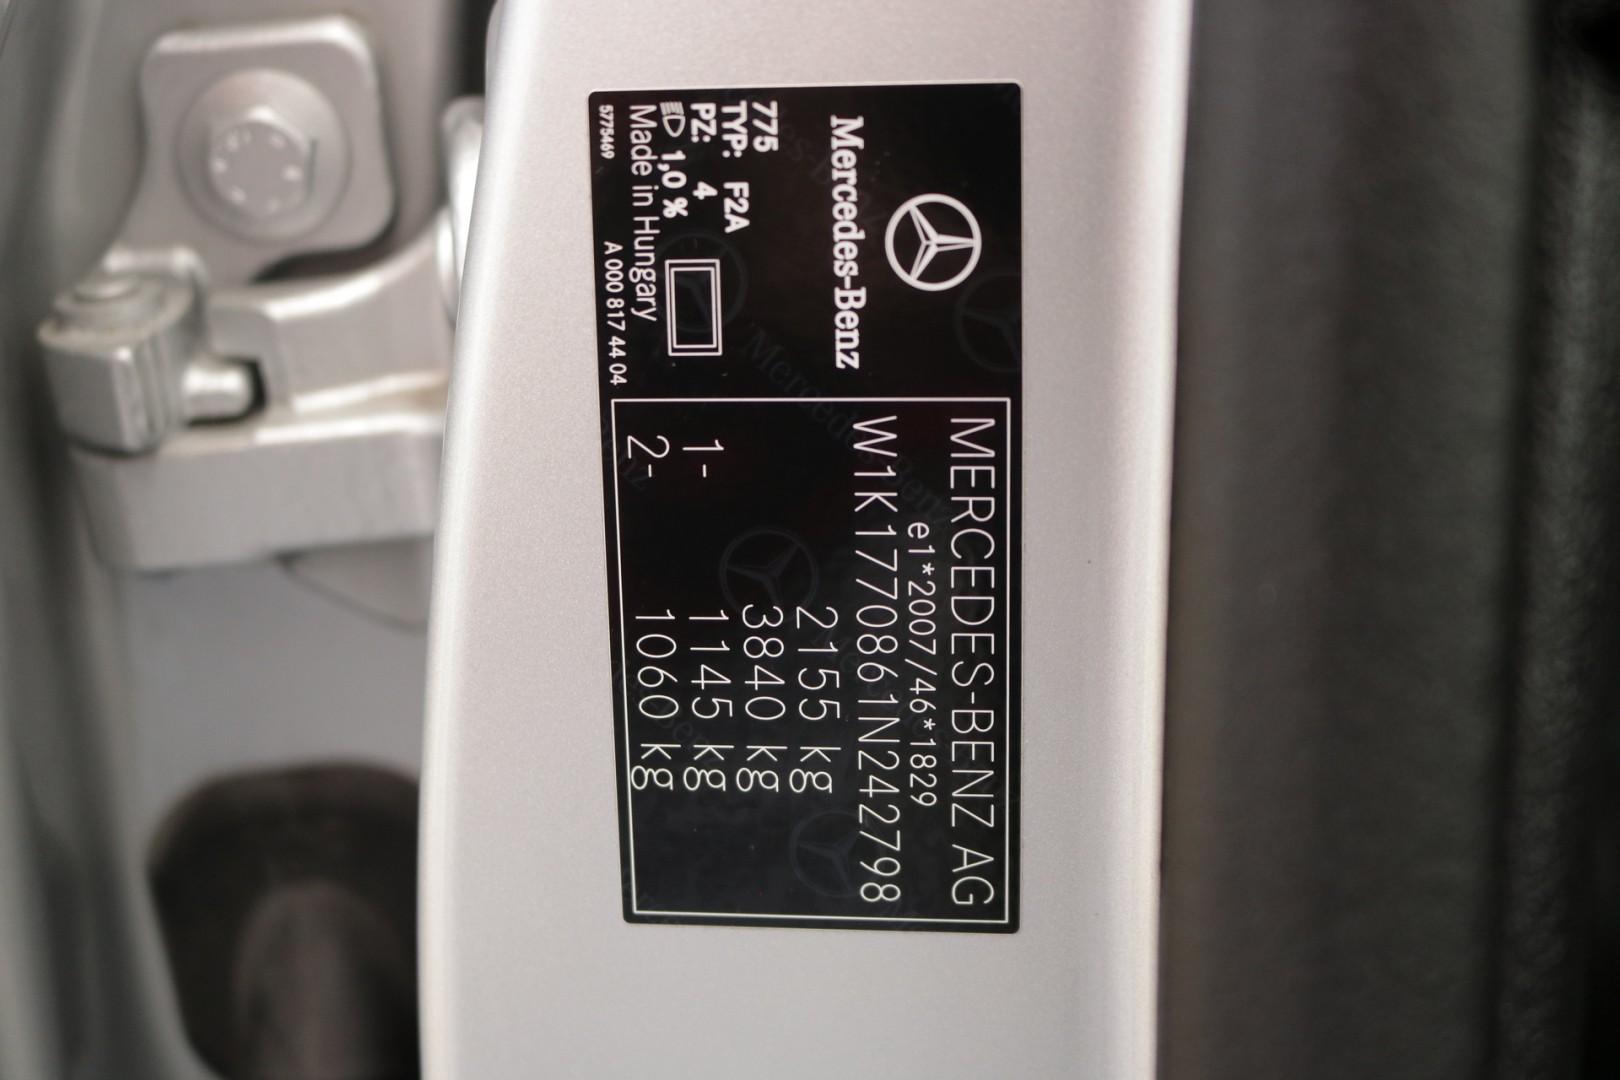 Mercedes-Benz
775
TYP: F2A
PZ: 4
1,0 %
Made in Hungary
5775469
A 000 817 44 04
MERCEDES-BENZ AG
e1*2007/46*1829
W1K1770861N242798
2155 kg
3840 kg
1- 1145 kg
2- 1060 kg